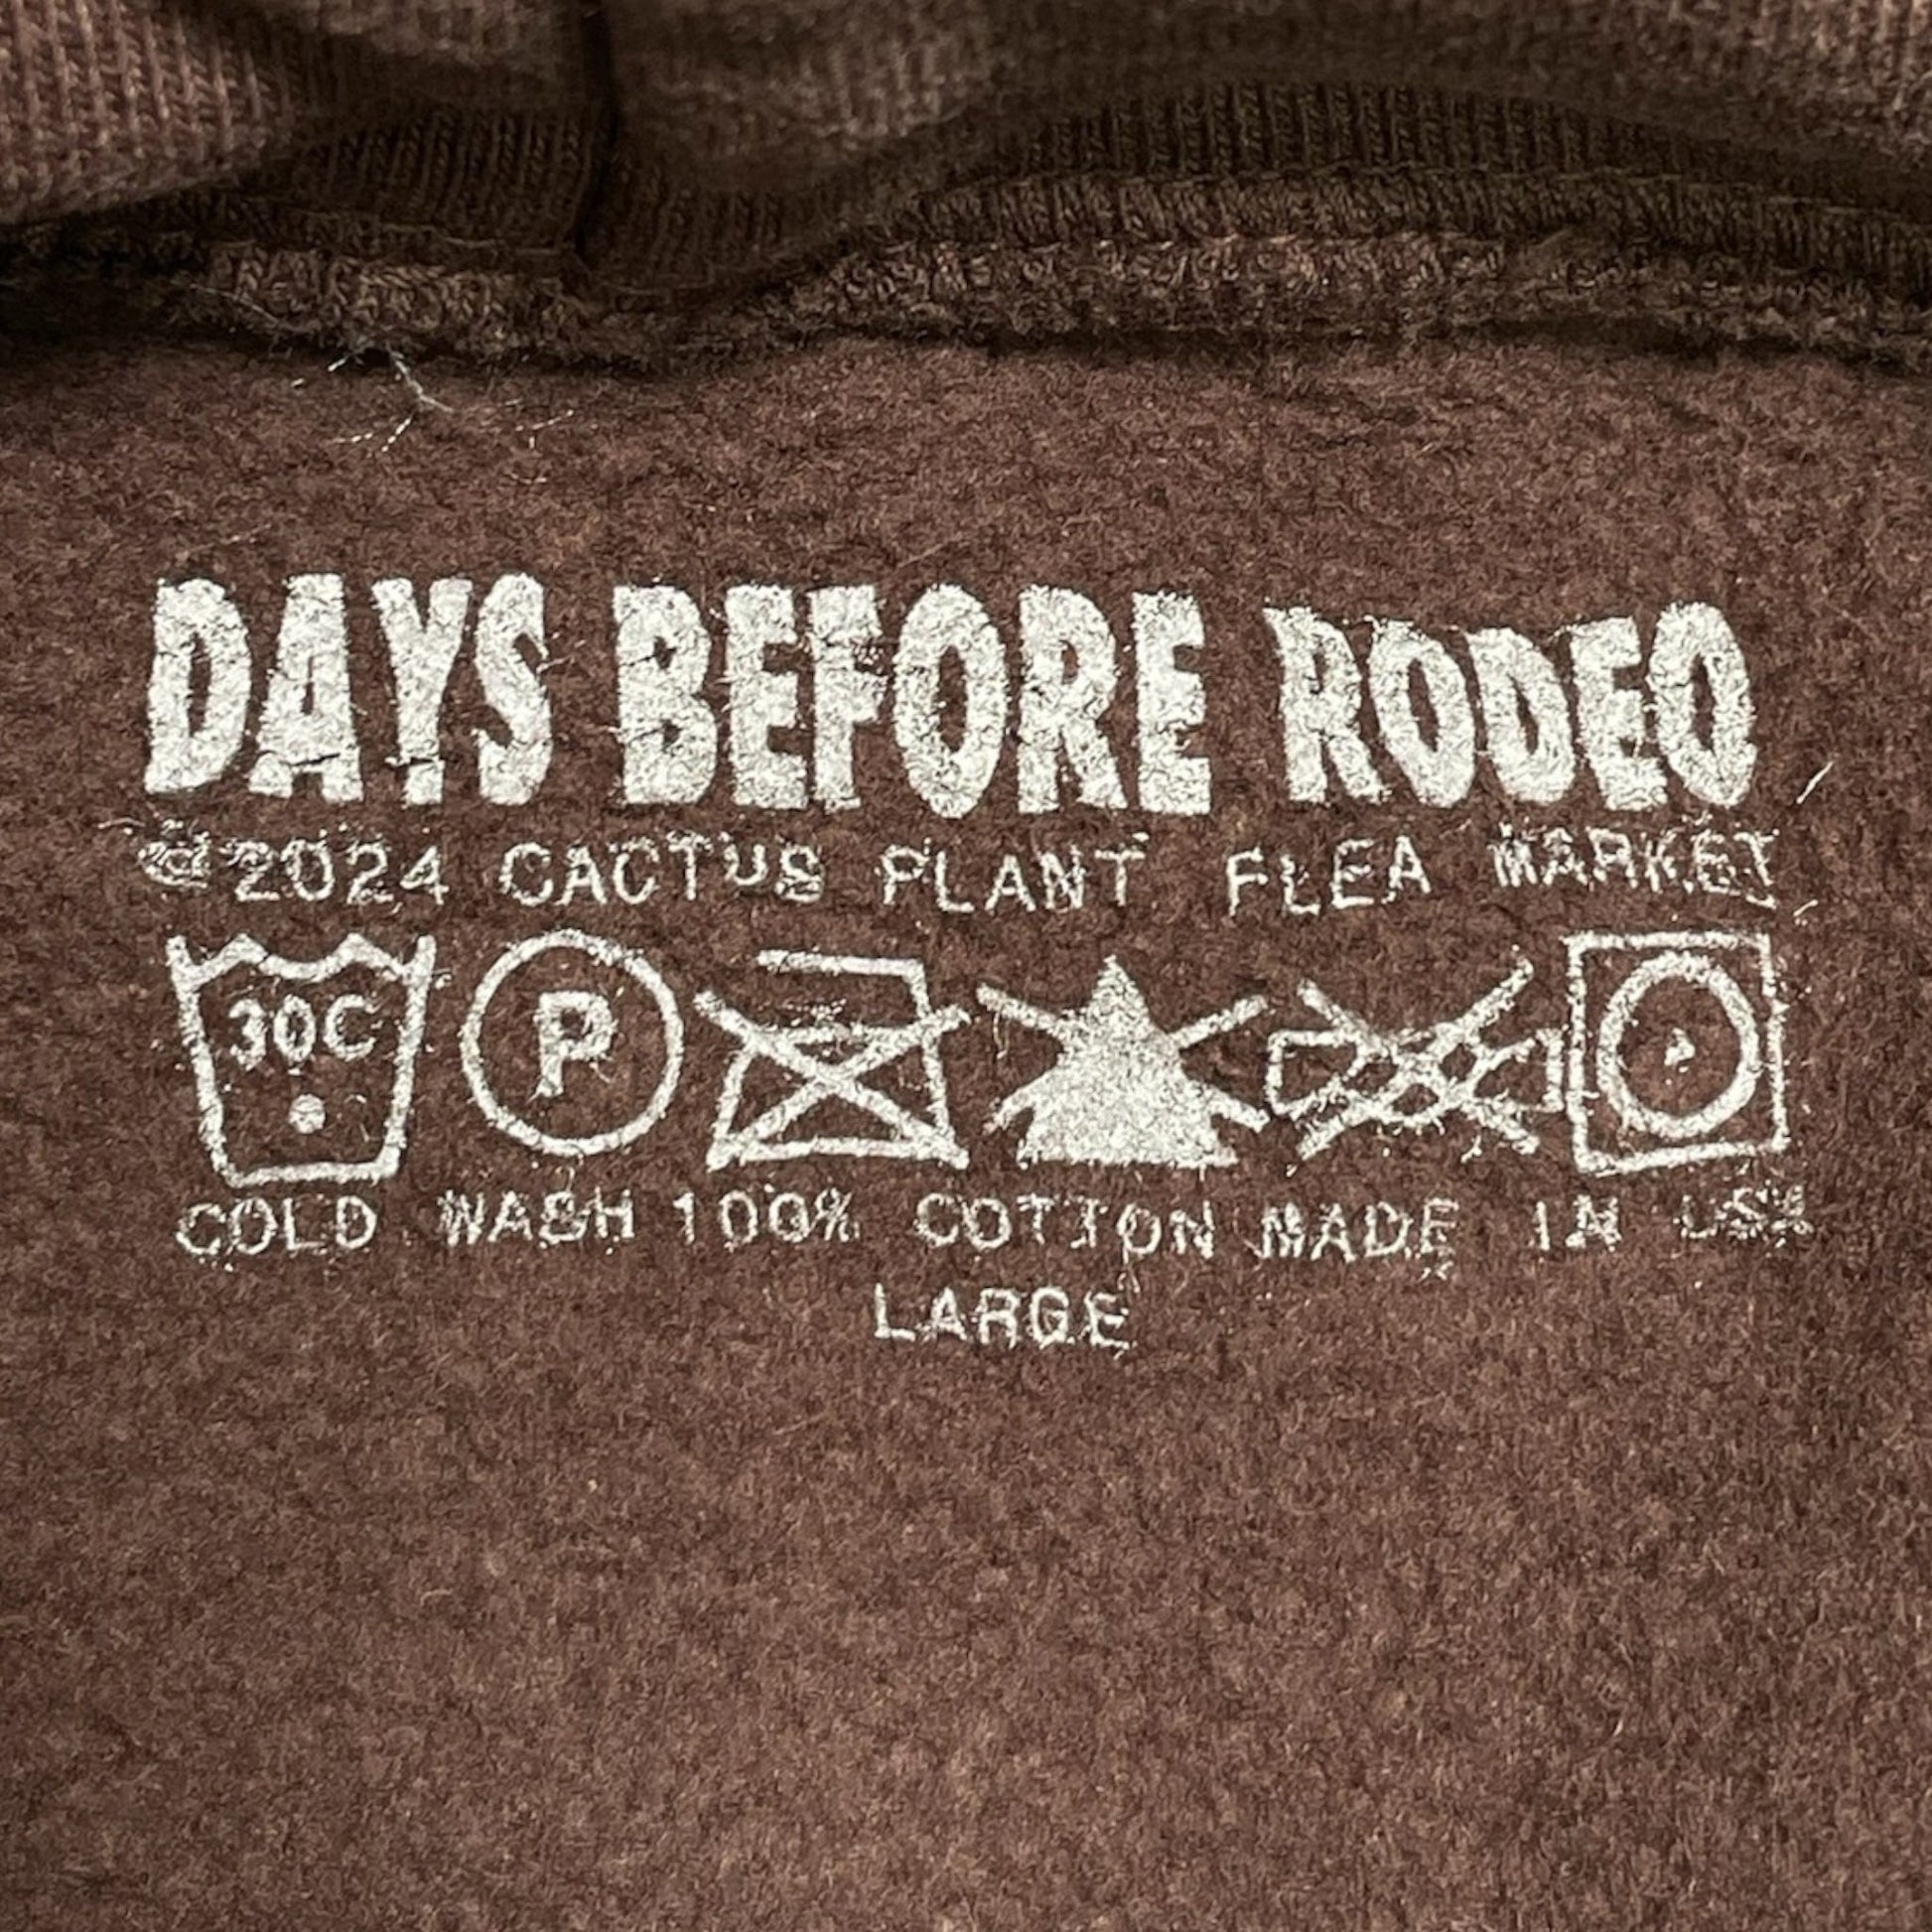 DAYS BEFORE RODEO
©2024 CACTUS PLANT FLEA MARKET
30C P
COLD WASH 100% COTTON MADE IN USA
LARGE